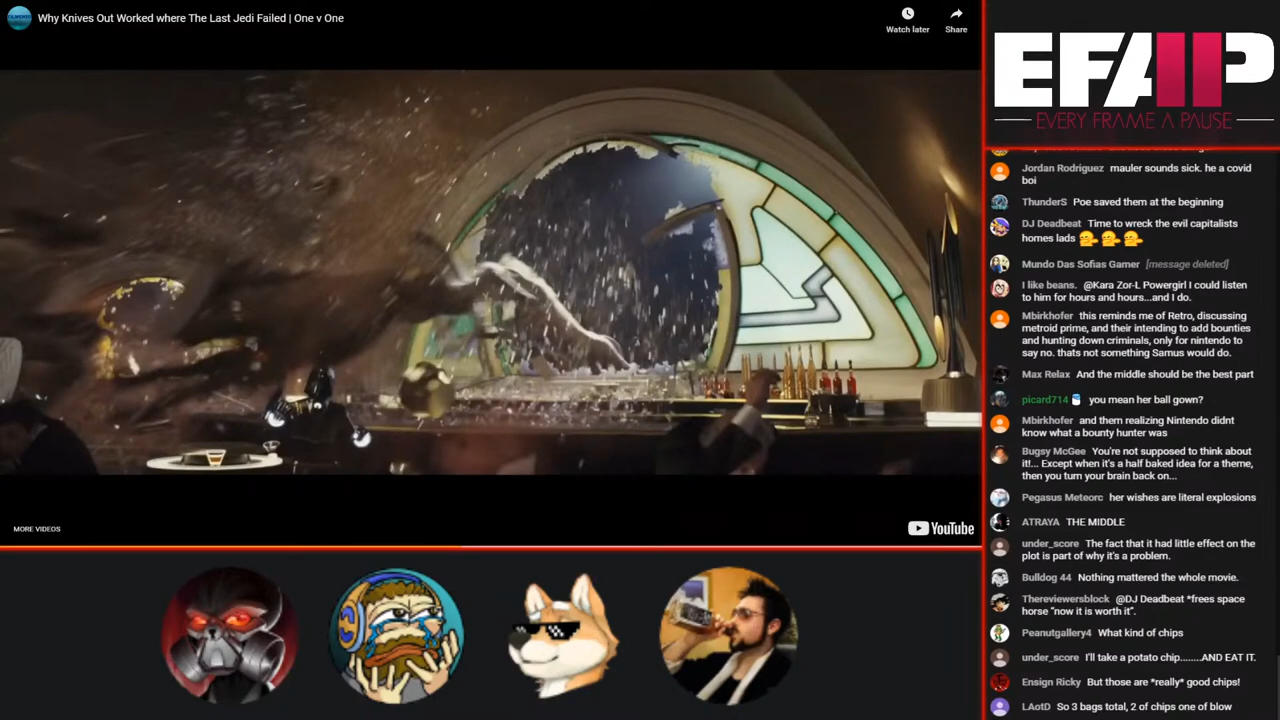 Why Knives Out Worked where The Last Jedi Failed | One v One
Watch later
Share
MORE VIDEOS
YouTube
EFAP
EVERY FRAME A PAUSE
Jordan Rodriguez mauler sounds sick. he a covid
boi
ThunderS Poe saved them at the beginning
DJ Deadbeat Time to wreck the evil capitalists
homes lads
Mundo Das Sofias Gamer [message deleted]
I like beans. @Kara Zor-L Powergirl I could listen
to him for hours and hours...and I do.
Mbirkhofer this reminds me of Retro, discussing
metroid prime, and their intending to add bounties
and hunting down criminals, only for nintendo to
say no. thats not something Samus would do.
Max Relax And the middle should be the best part
picard714 you mean her ball gown?
Mbirkhofer and them realizing Nintendo didnt
know what a bounty hunter was
Bugsy McGee You're not supposed to think about
it!... Except when it's a half baked idea for a theme,
then you turn your brain back on...
Pegasus Meteorc her wishes are literal explosions
ATRAYA THE MIDDLE
under_score The fact that it had little effect on the
plot is part of why it's a problem.
Bulldog 44 Nothing mattered the whole movie.
Thereviewersblock @DJ Deadbeat *frees space
horse “now it is worth it”.
Peanutgallery4 What kind of chips
under_score I'll take a potato chip........AND EAT IT.
Ensign Ricky But those are *really* good chips!
LAotD So 3 bags total, 2 of chips one of blow